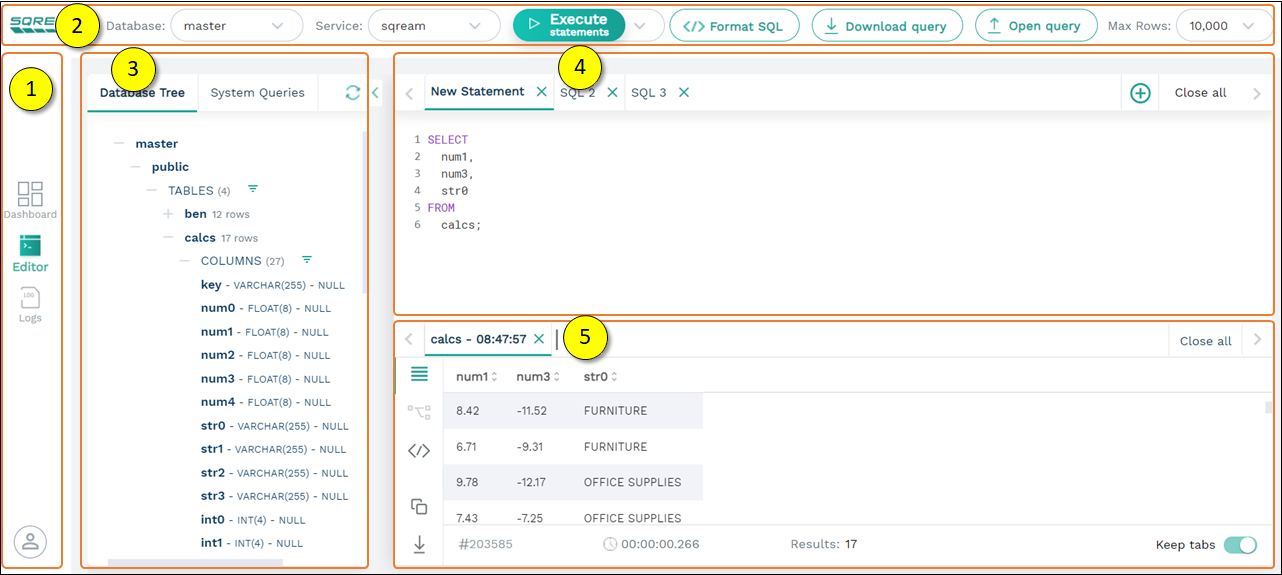 SQRE
2
Database:
master
Service:
sqream
Execute
statements
</> Format SQL
Download query
Open query
Max Rows:
10,000
1
Dashboard
Editor
LOG
Logs
3
Database Tree
System Queries
master
public
TABLES (4)
ben 12 rows
calcs 17 rows
COLUMNS (27)
key - VARCHAR(255) - NULL
num0 - FLOAT(8) - NULL
num1 - FLOAT(8) - NULL
num2 - FLOAT(8) - NULL
num3 - FLOAT(8) - NULL
num4 - FLOAT(8) - NULL
str0 - VARCHAR(255) - NULL
str1 - VARCHAR(255) - NULL
str2 - VARCHAR(255) - NULL
str3 - VARCHAR(255) - NULL
int0 - INT(4) - NULL
int1 - INT(4) - NULL
4
New Statement
SQL 2
SQL 3
Close all
1 SELECT
2 num1,
3 num3,
4 str0
5 FROM
6 calcs;
calcs - 08:47:57
5
Close all
num1 num3 str0
8.42 -11.52 FURNITURE
6.71 -9.31 FURNITURE
9.78 -12.17 OFFICE SUPPLIES
7.43 -7.25 OFFICE SUPPLIES
#203585
00:00:00.266
Results: 17
Keep tabs